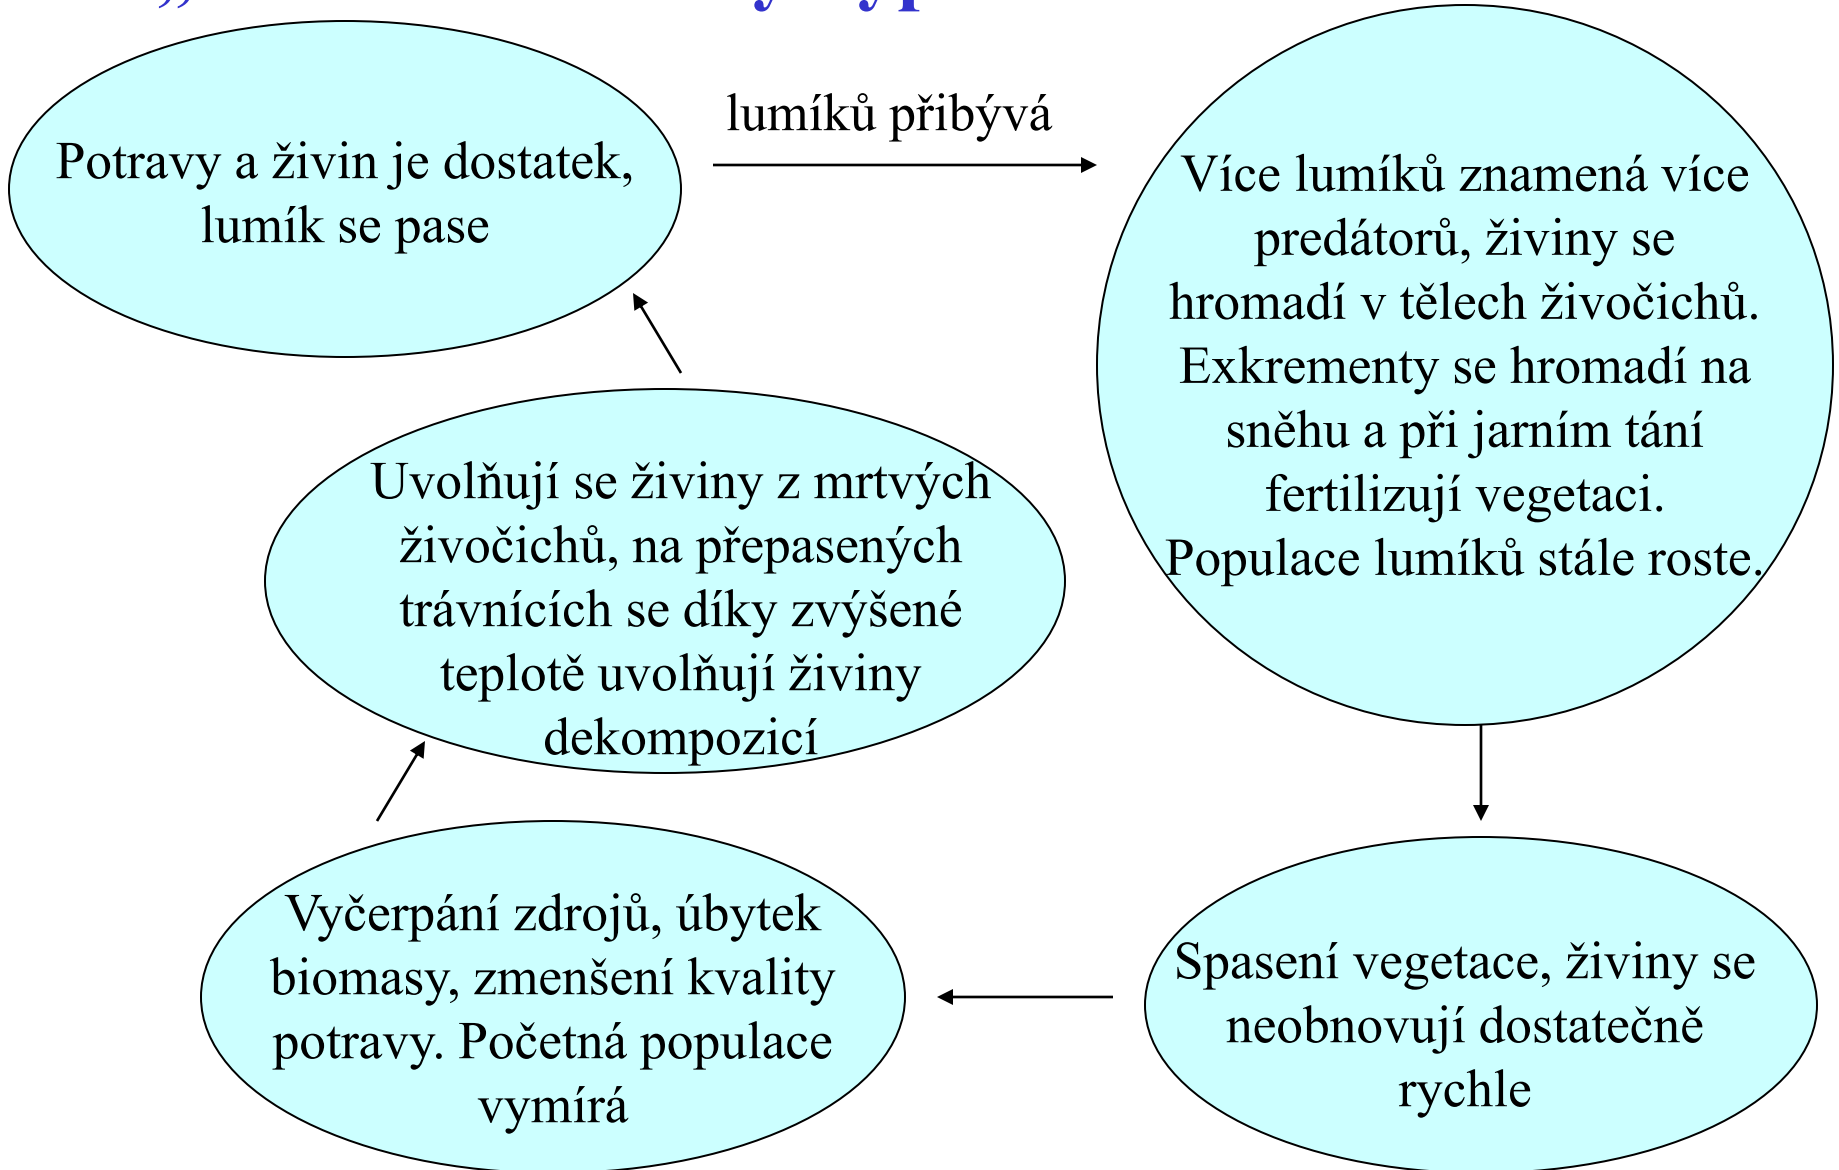 Potravy a živin je dostatek,
lumík se pase
lumíků přibývá
Více lumíků znamená více
predátorů, živiny se
hromadí v tělech živočichů.
Exkrementy se hromadí na
sněhu a při jarním tání
fertilizují vegetaci.
Populace lumíků stále roste.
Uvolňují se živiny z mrtvých
živočichů, na přepasených
trávnících se díky zvýšené
teplotě uvolňují živiny
dekompozicí
Vyčerpání zdrojů, úbytek
biomasy, zmenšení kvality
potravy. Početná populace
vymírá
Spasení vegetace, živiny se
neobnovují dostatečně
rychle